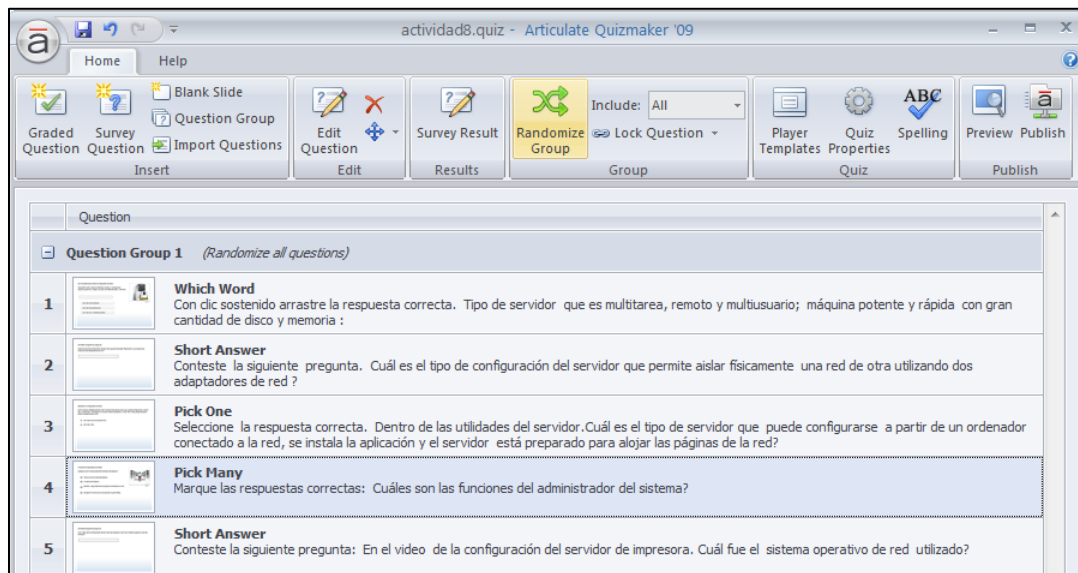 actividad8.quiz - Articulate Quizmaker '09
Home Help
Graded Question
Survey Question
Blank Slide
Question Group
Import Questions
Insert
Edit Question
Edit
Survey Result
Results
Randomize Group
Include: All
Lock Question
Group
Player Templates
Quiz Properties
ABC
Spelling
Quiz
Preview
Publish
Publish
Question
Question Group 1 (Randomize all questions)
1
Which Word
Con clic sostenido arrastre la respuesta correcta. Tipo de servidor que es multitarea, remoto y multiusuario; máquina potente y rápida con gran
cantidad de disco y memoria :
2
Short Answer
Conteste la siguiente pregunta. Cuál es el tipo de configuración del servidor que permite aislar físicamente una red de otra utilizando dos
adaptadores de red ?
3
Pick One
Seleccione la respuesta correcta. Dentro de las utilidades del servidor.Cuál es el tipo de servidor que puede configurarse a partir de un ordenador
conectado a la red, se instala la aplicación y el servidor está preparado para alojar las páginas de la red?
4
Pick Many
Marque las respuestas correctas: Cuáles son las funciones del administrador del sistema?
5
Short Answer
Conteste la siguiente pregunta: En el video de la configuración del servidor de impresora. Cuál fue el sistema operativo de red utilizado?